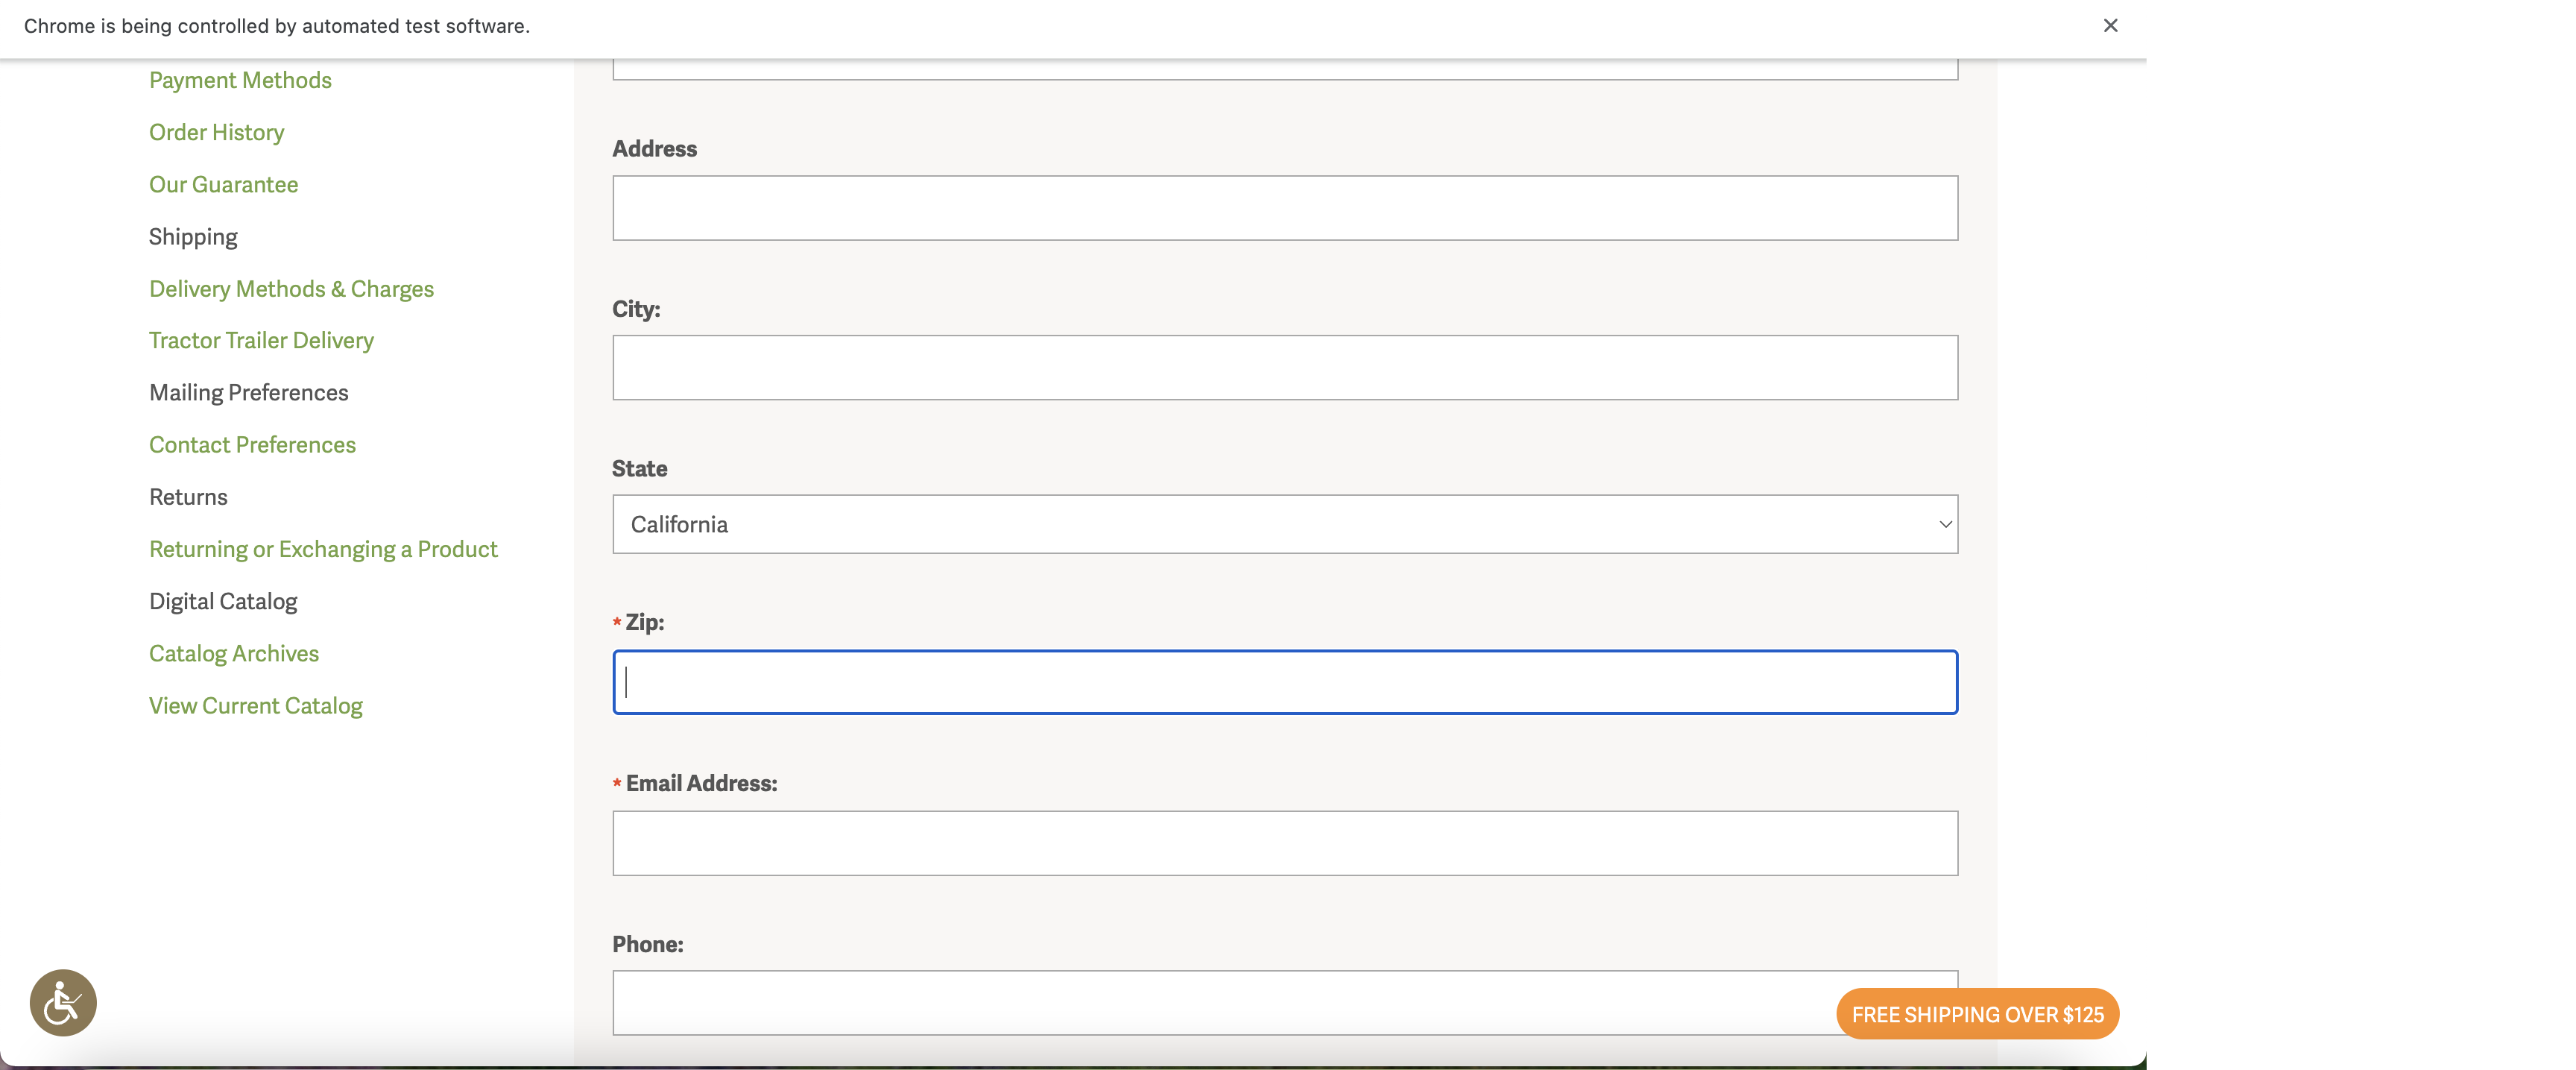 Chrome is being controlled by automated test software.
Payment Methods
Order History
Our Guarantee
Shipping
Delivery Methods & Charges
Tractor Trailer Delivery
Mailing Preferences
Contact Preferences
Returns
Returning or Exchanging a Product
Digital Catalog
Catalog Archives
View Current Catalog
Address
City:
State
California
* Zip:
* Email Address:
Phone:
FREE SHIPPING OVER $125